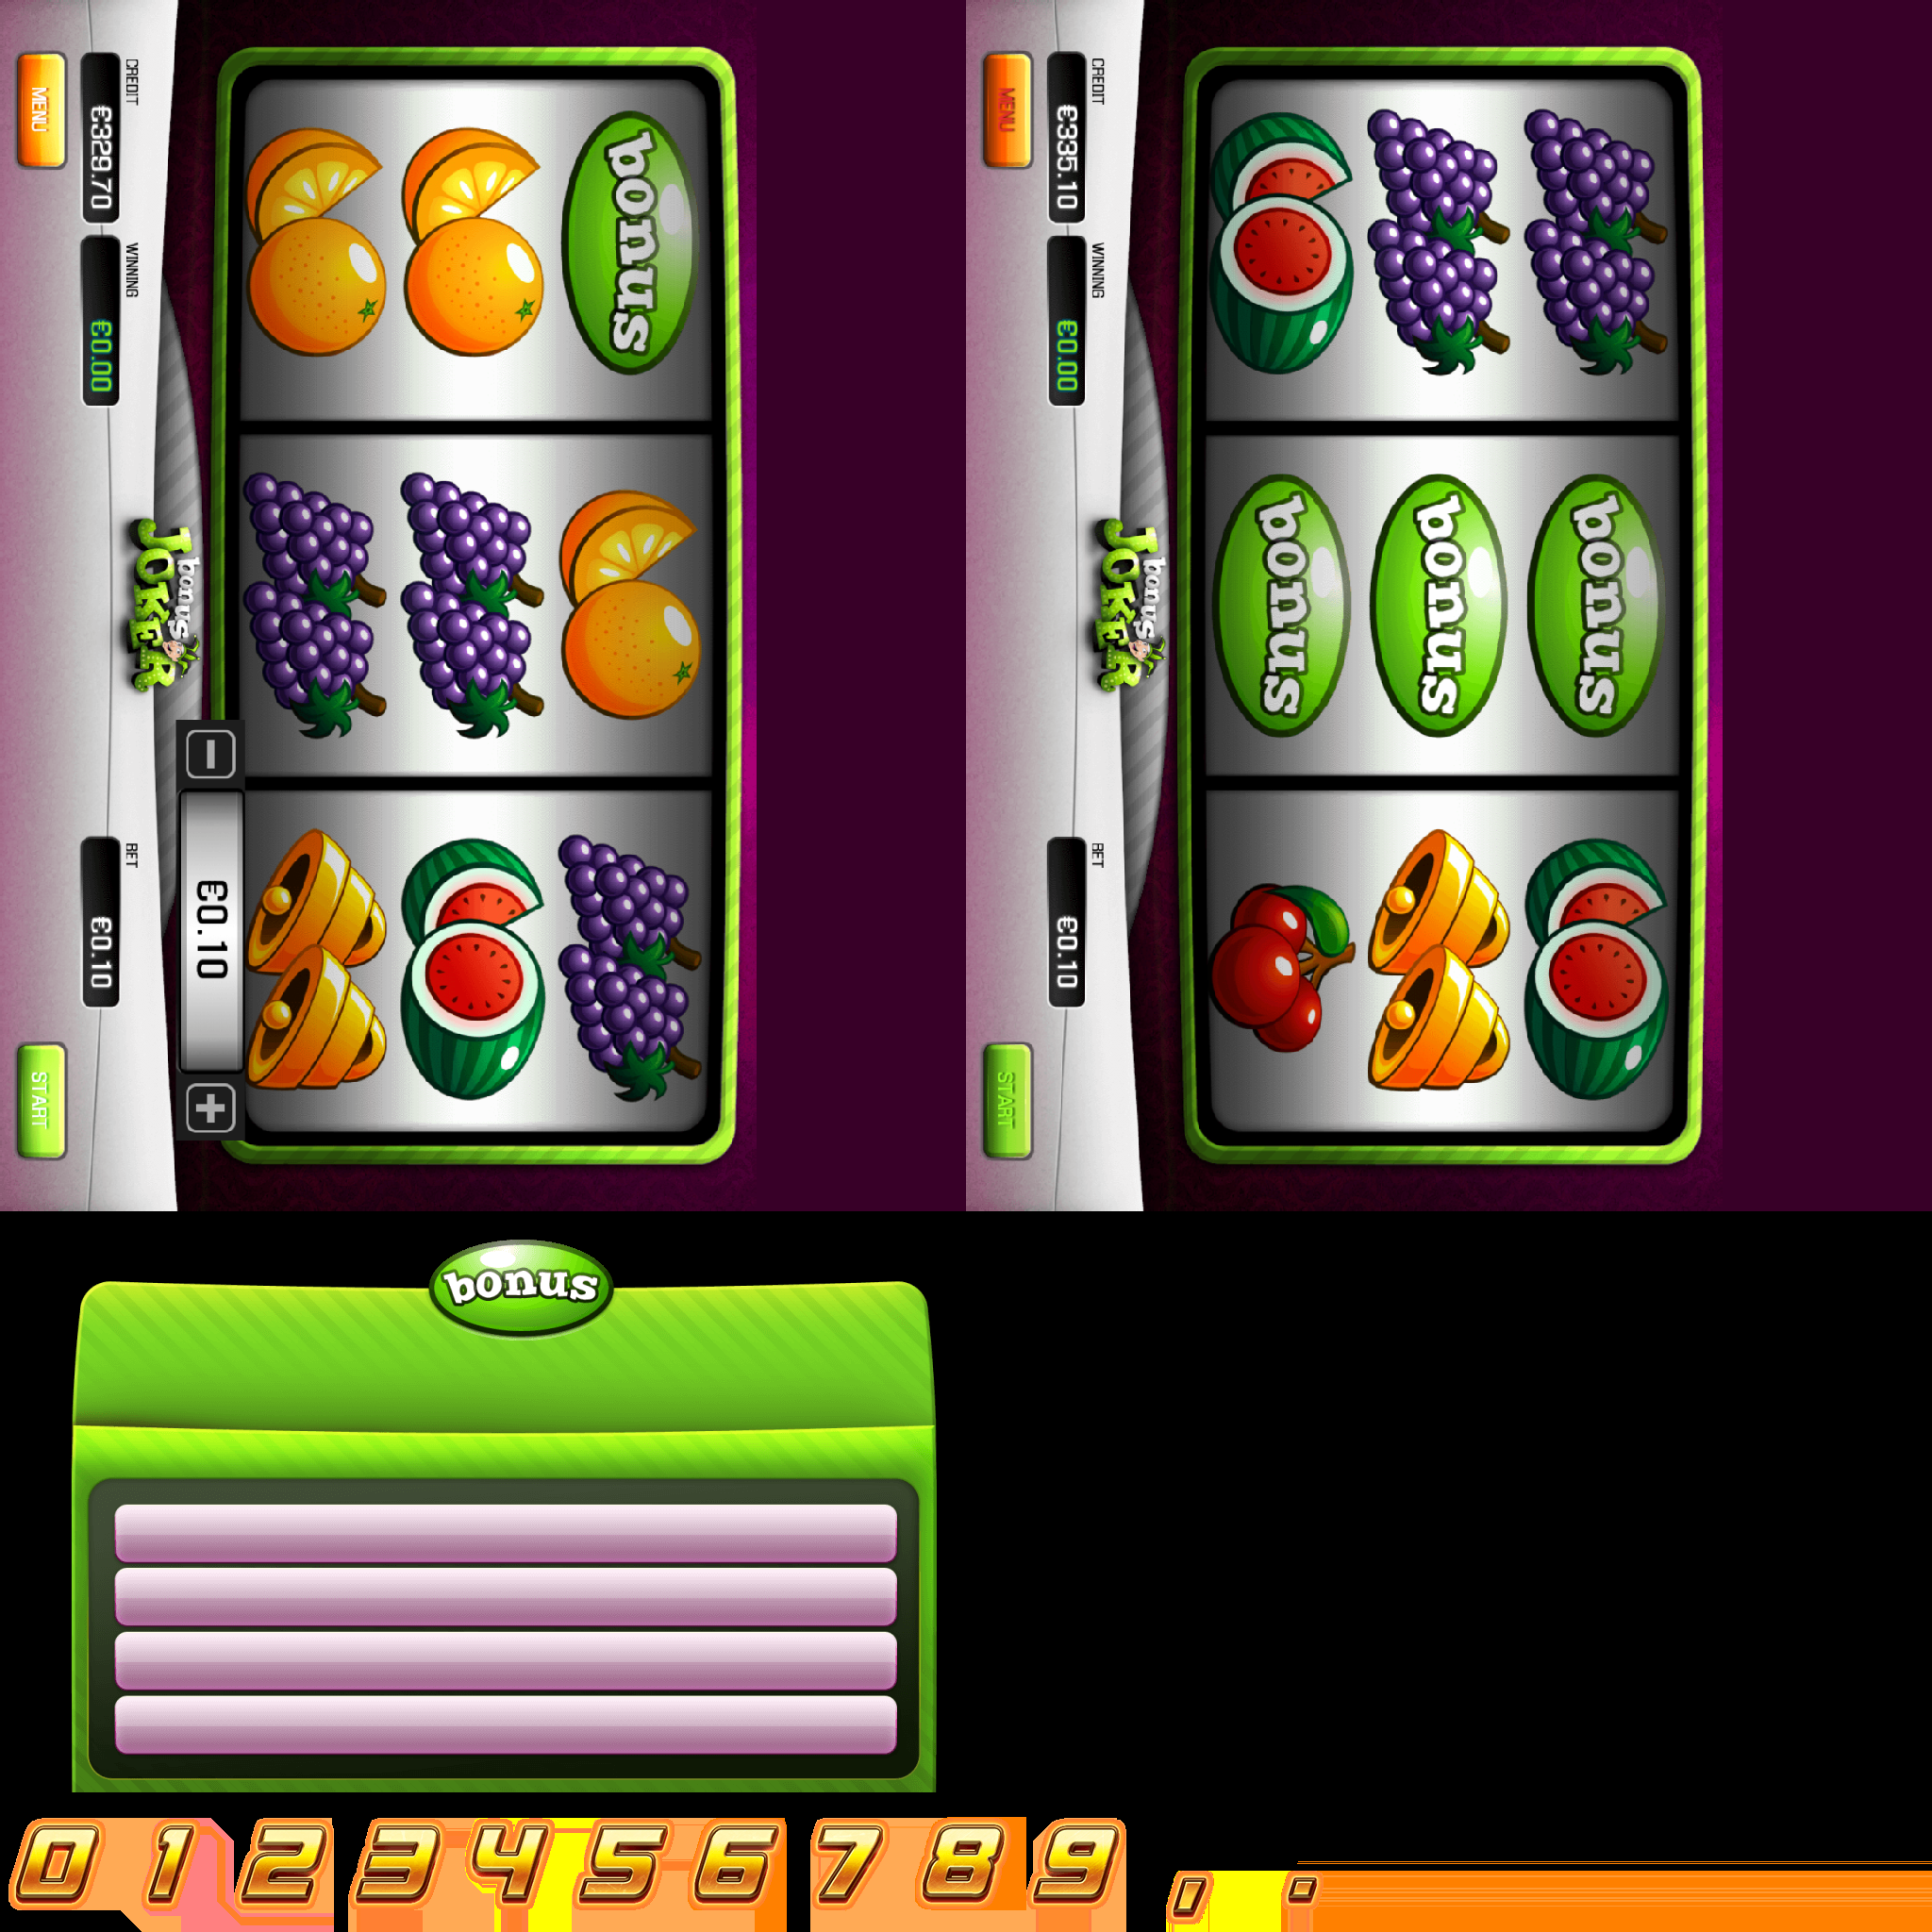 bonus
bonus
JOKER
CREDIT
€329.70
WINNING
€0.00
BET
€0.10
€0.10
MENU
START
bonus
bonus
bonus
bonus
JOKER
CREDIT
€335.10
WINNING
€0.00
BET
€0.10
MENU
START
bonus
0 1 2 3 4 5 6 7 8 9 , .